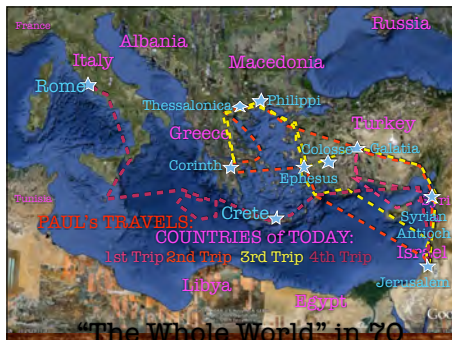 France
Russia
Albania
Italy
Macedonia
Rome
Thessalonica
Philippi
Turkey
Greece
Colosse
Galatia
Corinth
Ephesus
Tunisia
Crete
Syrian
PAUL's TRAVELS:
Antioch
COUNTRIES of TODAY:
Israel
1st Trip 2nd Trip 3rd Trip 4th Trip
Jerusalem
Libya
Egypt
Goo
"The Whole World" in 70